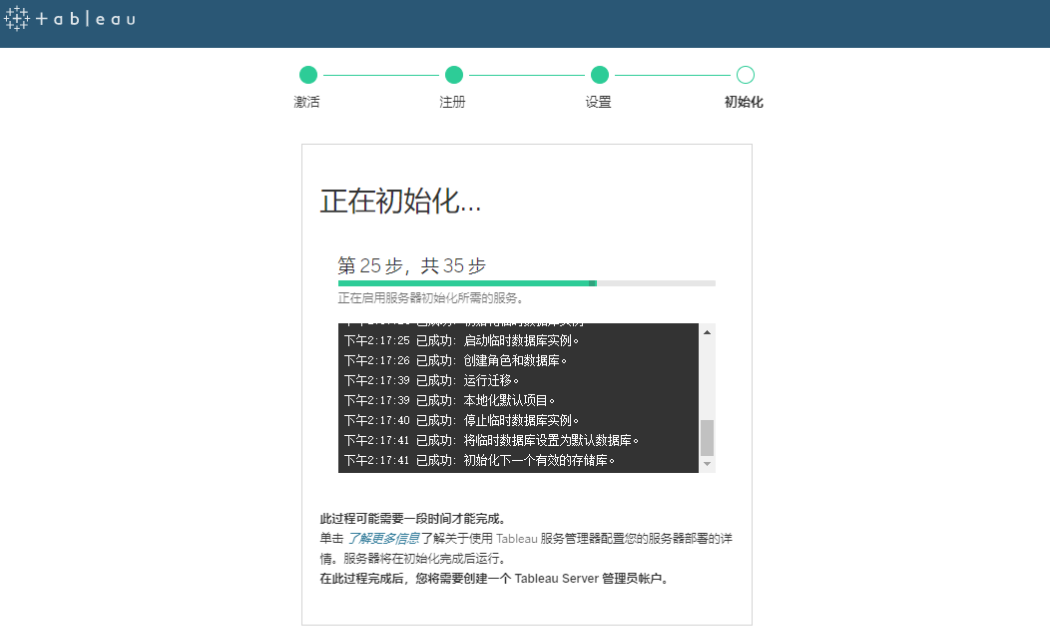 +ableau
激活
注册
设置
初始化
正在初始化...
第 25 步，共 35 步
正在启用服务器初始化所需的服务。
下午2:17:25 已成功: 启动临时数据库实例。
下午2:17:26 已成功: 创建角色和数据库。
下午2:17:39 已成功: 运行迁移。
下午2:17:39 已成功: 本地化默认项目。
下午2:17:40 已成功: 停止临时数据库实例。
下午2:17:41 已成功: 将临时数据库设置为默认数据库。
下午2:17:41 已成功: 初始化下一个有效的存储库。
此过程可能需要一段时间才能完成。
单击 了解更多信息 了解关于使用 Tableau 服务管理器配置您的服务器部署的详
情。服务器将在初始化完成后运行。
在此过程完成后，您将需要创建一个 Tableau Server 管理员帐户。